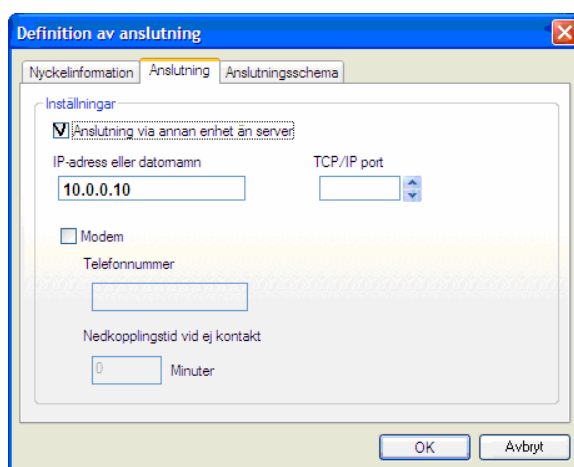 Definition av anslutning
Nyckelinformation Anslutning Anslutningsschema
Inställningar
Anslutning via annan enhet än server
IP-adress eller datornamn TCP/IP port
10.0.0.10
Modem
Telefonnummer
Nedkopplingstid vid ej kontakt
0 Minuter
OK Avbryt